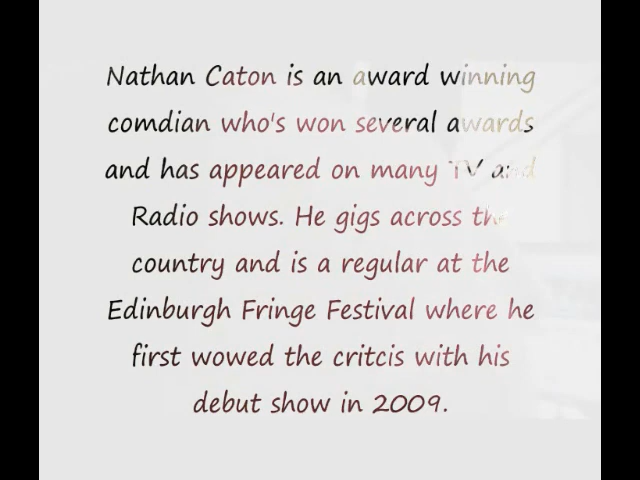 Nathan Caton is an award winning
comdian who's won several awards
and has appeared on many TV and
Radio shows. He gigs across the
country and is a regular at the
Edinburgh Fringe Festival where he
first wowed the critcis with his
debut show in 2009.